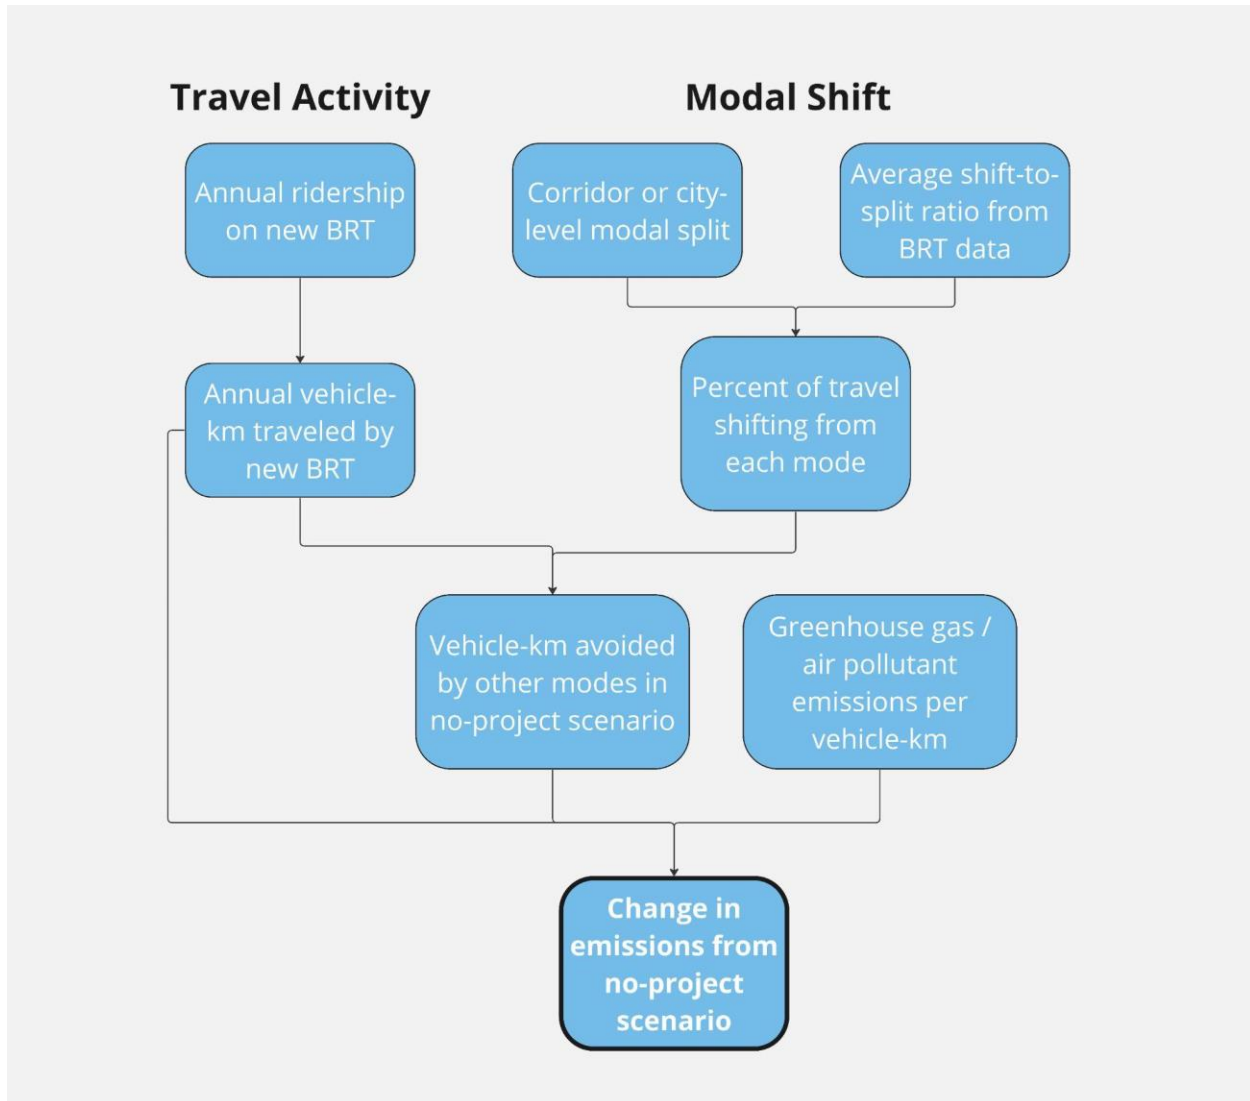 Travel Activity
Modal Shift
Annual ridership
on new BRT
Corridor or city-
level modal split
Average shift-to-
split ratio from
BRT data
Annual vehicle-
km traveled by
new BRT
Percent of travel
shifting from
each mode
Vehicle-km avoided
by other modes in
no-project scenario
Greenhouse gas /
air pollutant
emissions per
vehicle-km
Change in
emissions from
no-project
scenario